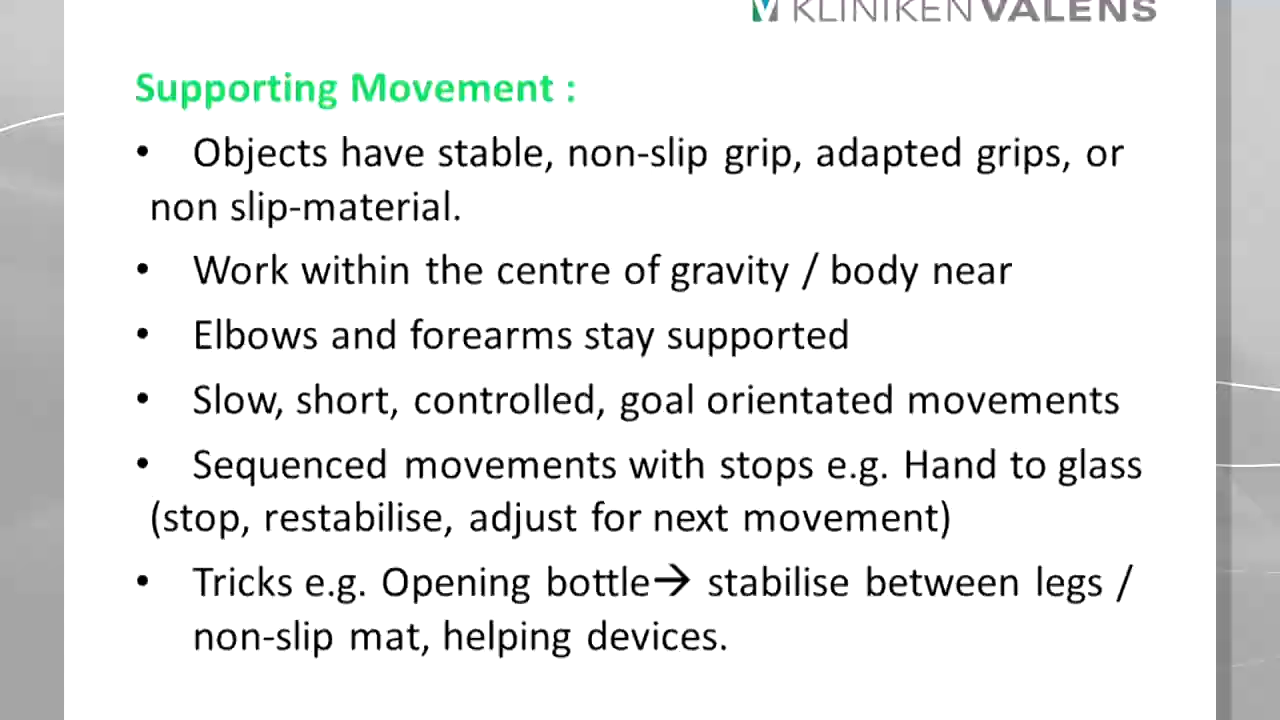 KLINIKENVALENS
Supporting Movement :
• Objects have stable, non-slip grip, adapted grips, or
non slip-material.
• Work within the centre of gravity / body near
• Elbows and forearms stay supported
• Slow, short, controlled, goal orientated movements
• Sequenced movements with stops e.g. Hand to glass
(stop, restabilise, adjust for next movement)
• Tricks e.g. Opening bottle→ stabilise between legs /
non-slip mat, helping devices.